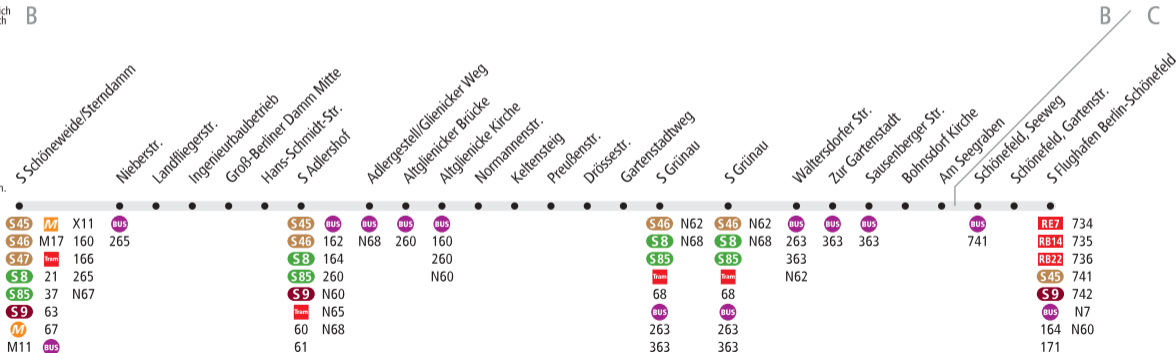 B
B
C
S Schöneweide/Sterndamm
Nieberstr.
Landfliegerstr.
Ingenieurbaubetrieb
Groß-Berliner Damm Mitte
Hans-Schmidt-Str.
S Adlershof
Adlergestell/Glienicker Weg
Altglienicker Brücke
Altglienicke Kirche
Normannenstr.
Keltensteig
Preußenstr.
Drössestr.
Gartenstadtweg
S Grünau
S Grünau
Waltersdorfer Str.
Zur Gartenstadt
Sausenberger Str.
Bohnsdorf Kirche
Am Seegraben
Schönefeld, Seeweg
Schönefeld, Gartenstr.
S Flughafen Berlin-Schönefeld
S45 M X11 BUS S45 BUS BUS BUS BUS S46 N62 S46 N62 BUS BUS BUS BUS RE7 734
S46 M17 160 265 S46 162 N68 260 160 S8 N68 S8 N68 263 363 363 741 RB14 735
S47 Tram 166 S8 164 260 S85 S85 363 RB22 736
S8 21 265 S85 260 N60 Tram Tram N62 S45 741
S85 37 N67 S9 N60 68 68 S9 742
S9 63 Tram N65 BUS BUS BUS N7
M 67 60 N68 263 263 164 N60
M11 BUS 61 363 363 171